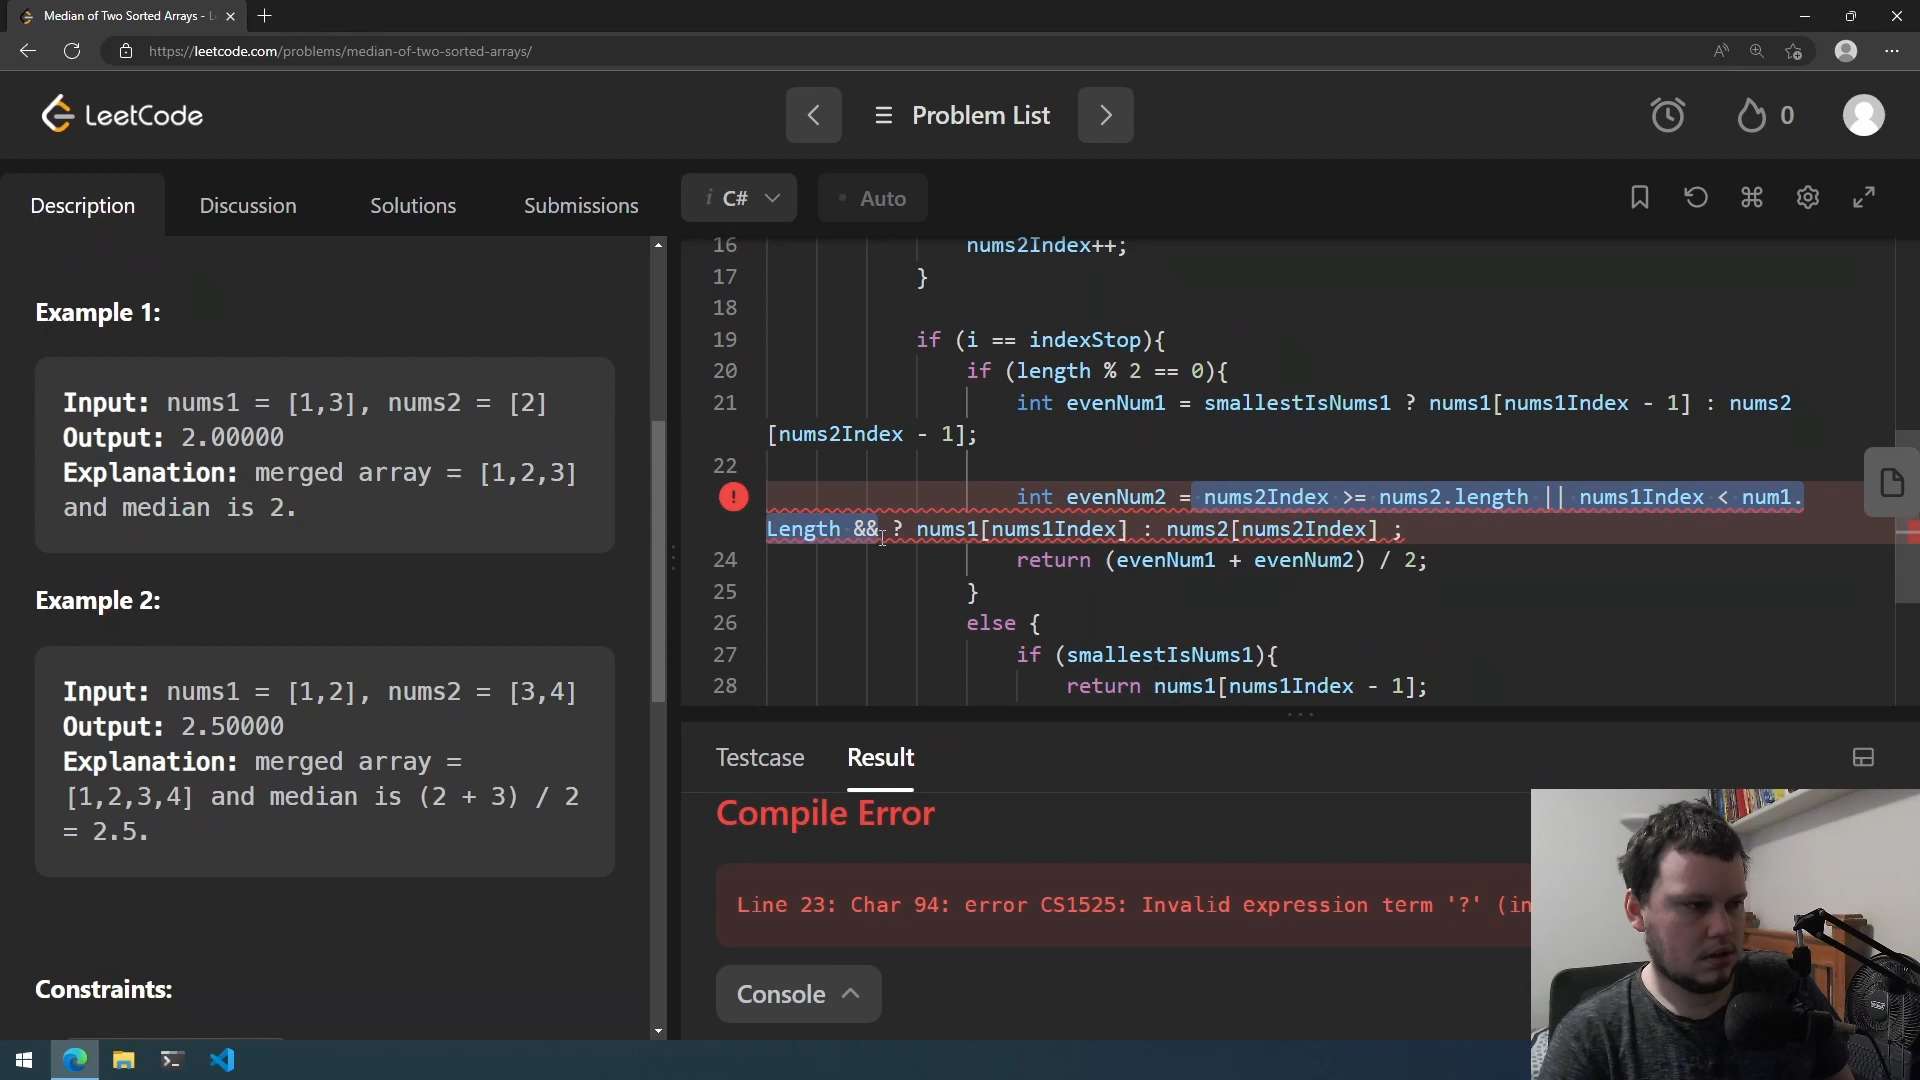 Median of Two Sorted Arrays - L
https://leetcode.com/problems/median-of-two-sorted-arrays/
LeetCode
Problem List
0
Description
Discussion
Solutions
Submissions
i C#
Auto
Example 1:
Input: nums1 = [1,3], nums2 = [2]
Output: 2.00000
Explanation: merged array = [1,2,3]
and median is 2.
Example 2:
Input: nums1 = [1,2], nums2 = [3,4]
Output: 2.50000
Explanation: merged array =
[1,2,3,4] and median is (2 + 3) / 2
= 2.5.
Constraints:
16 nums2Index++;
17 }
18
19 if (i == indexStop){
20 if (length % 2 == 0){
21 int evenNum1 = smallestIsNums1 ? nums1[nums1Index - 1] : nums2
[nums2Index - 1];
22
int evenNum2 = nums2Index >= nums2.length || nums1Index < num1.
Length && ? nums1[nums1Index] : nums2[nums2Index] ;
24 return (evenNum1 + evenNum2) / 2;
25 }
26 else {
27 if (smallestIsNums1){
28 return nums1[nums1Index - 1];
Testcase
Result
Compile Error
Line 23: Char 94: error CS1525: Invalid expression term '?' (in
Console